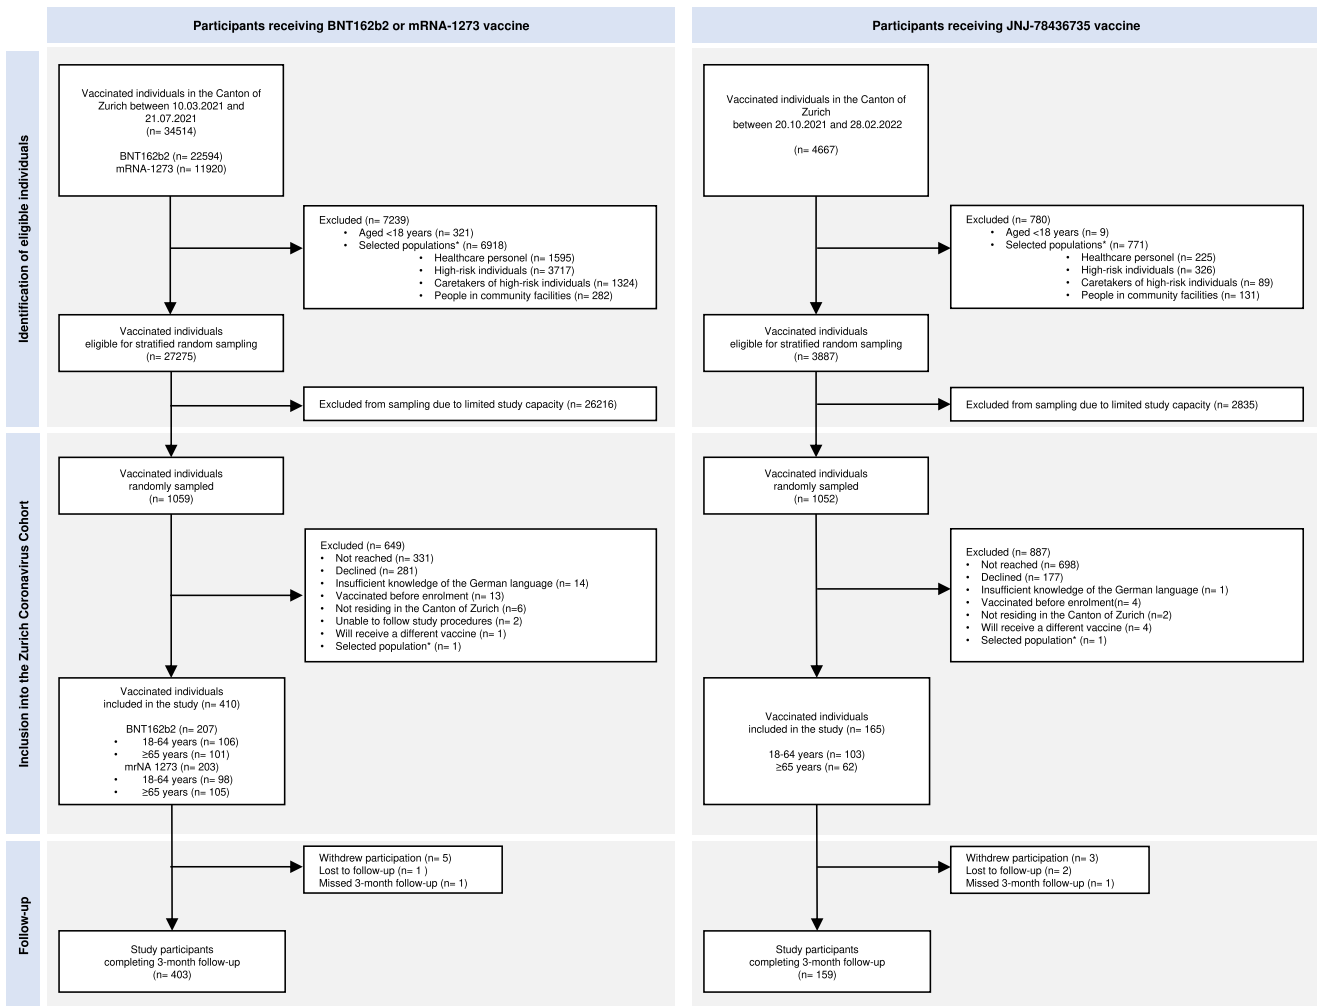 Participants receiving BNT162b2 or mRNA-1273 vaccine
Identification of eligible individuals
Vaccinated individuals in the Canton of
Zurich between 10.03.2021 and
21.07.2021
(n= 34514)
BNT162b2 (n= 22594)
mRNA-1273 (n= 11920)
Excluded (n= 7239)
• Aged <18 years (n= 321)
• Selected populations* (n= 6918)
• Healthcare personel (n= 1595)
• High-risk individuals (n= 3717)
• Caretakers of high-risk individuals (n= 1324)
• People in community facilities (n= 282)
Vaccinated individuals
eligible for stratified random sampling
(n= 27275)
Excluded from sampling due to limited study capacity (n= 26216)
Inclusion into the Zurich Coronavirus Cohort
Vaccinated individuals
randomly sampled
(n= 1059)
Excluded (n= 649)
• Not reached (n= 331)
• Declined (n= 281)
• Insufficient knowledge of the German language (n= 14)
• Vaccinated before enrolment (n= 13)
• Not residing in the Canton of Zurich (n=6)
• Unable to follow study procedures (n= 2)
• Will receive a different vaccine (n= 1)
• Selected population* (n= 1)
Vaccinated individuals
included in the study (n= 410)
BNT162b2 (n= 207)
• 18-64 years (n= 106)
• ≥65 years (n= 101)
mrNA 1273 (n= 203)
• 18-64 years (n= 98)
• ≥65 years (n= 105)
Follow-up
Withdrew participation (n= 5)
Lost to follow-up (n= 1 )
Missed 3-month follow-up (n= 1)
Study participants
completing 3-month follow-up
(n= 403)
Participants receiving JNJ-78436735 vaccine
Vaccinated individuals in the Canton of
Zurich
between 20.10.2021 and 28.02.2022
(n= 4667)
Excluded (n= 780)
• Aged <18 years (n= 9)
• Selected populations* (n= 771)
• Healthcare personel (n= 225)
• High-risk individuals (n= 326)
• Caretakers of high-risk individuals (n= 89)
• People in community facilities (n= 131)
Vaccinated individuals
eligible for stratified random sampling
(n= 3887)
Excluded from sampling due to limited study capacity (n= 2835)
Vaccinated individuals
randomly sampled
(n= 1052)
Excluded (n= 887)
• Not reached (n= 698)
• Declined (n= 177)
• Insufficient knowledge of the German language (n= 1)
• Vaccinated before enrolment(n= 4)
• Not residing in the Canton of Zurich (n=2)
• Will receive a different vaccine (n= 4)
• Selected population* (n= 1)
Vaccinated individuals
included in the study (n= 165)
18-64 years (n= 103)
≥65 years (n= 62)
Withdrew participation (n= 3)
Lost to follow-up (n= 2)
Missed 3-month follow-up (n= 1)
Study participants
completing 3-month follow-up
(n= 159)